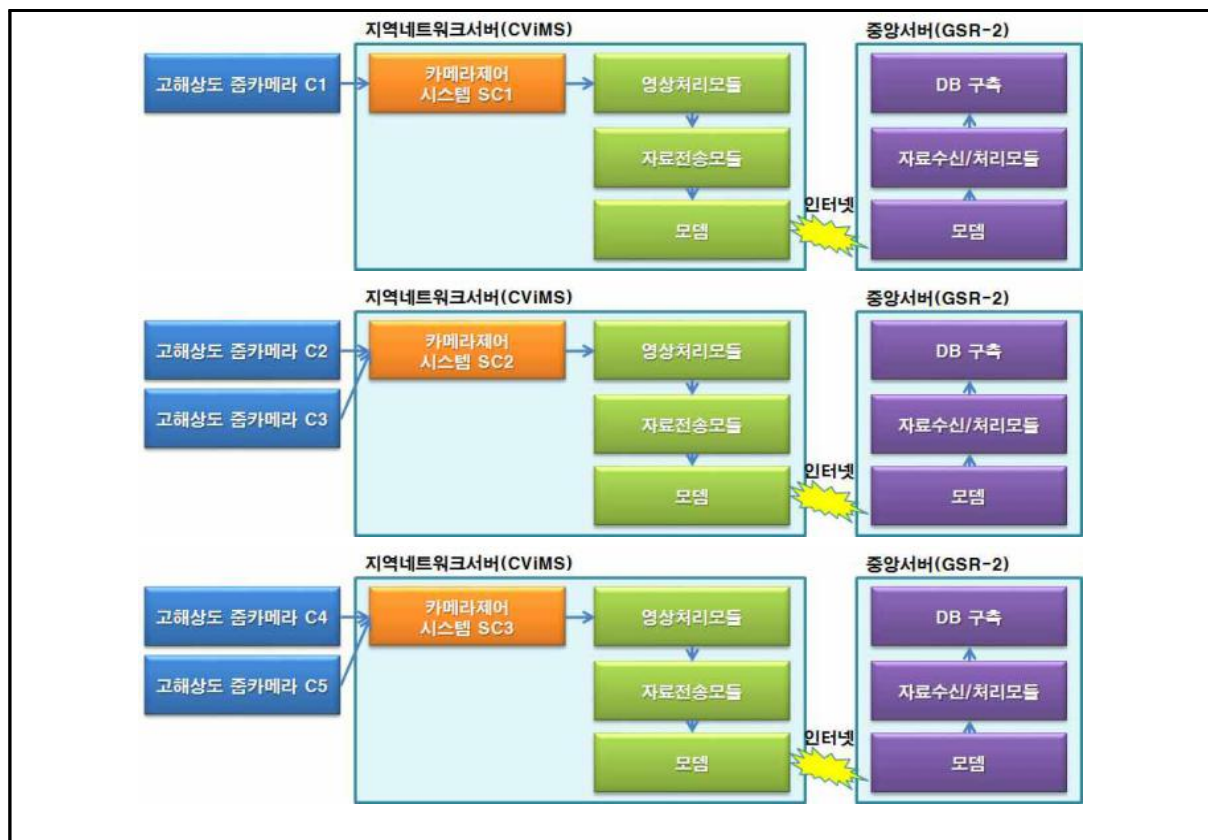 지역네트워크서버(CViMS)
중앙서버(GSR-2)
고해상도 줌카메라 C1
카메라제어
시스템 SC1
영상처리모듈
DB 구축
자료전송모듈
자료수신/처리모듈
인터넷
모뎀
모뎀
지역네트워크서버(CViMS)
중앙서버(GSR-2)
고해상도 줌카메라 C2
카메라제어
시스템 SC2
영상처리모듈
DB 구축
고해상도 줌카메라 C3
자료전송모듈
자료수신/처리모듈
인터넷
모뎀
모뎀
지역네트워크서버(CViMS)
중앙서버(GSR-2)
고해상도 줌카메라 C4
카메라제어
시스템 SC3
영상처리모듈
DB 구축
고해상도 줌카메라 C5
자료전송모듈
자료수신/처리모듈
인터넷
모뎀
모뎀